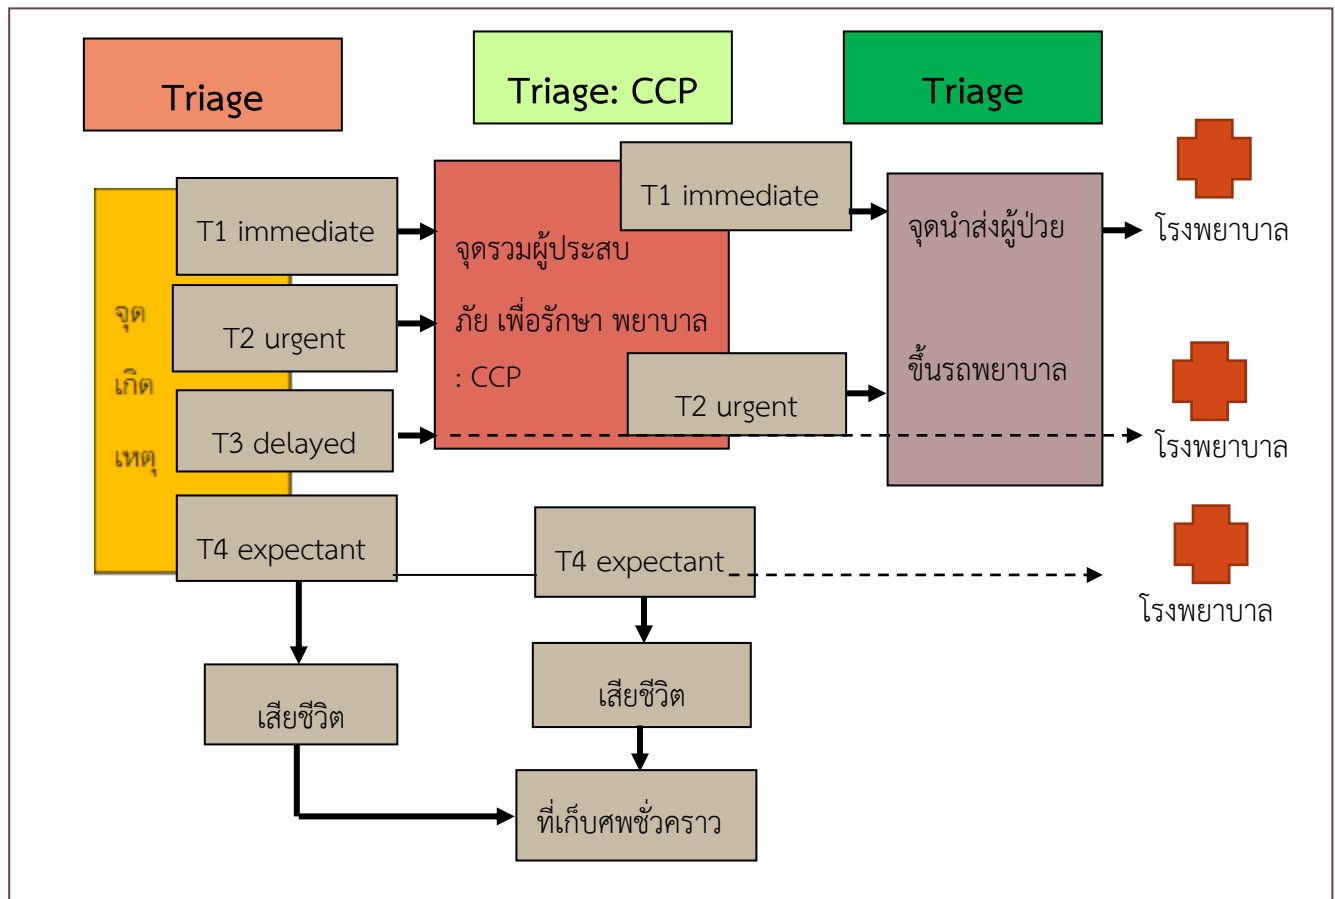 Triage
Triage: CCP
Triage
T1 immediate
T2 urgent
T3 delayed
T4 expectant
จุด
เกิด
เหตุ
จุดรวมผู้ประสบ
ภัย เพื่อรักษา พยาบาล
: CCP
T1 immediate
T2 urgent
จุดนำส่งผู้ป่วย
ขึ้นรถพยาบาล
โรงพยาบาล
โรงพยาบาล
โรงพยาบาล
T4 expectant
เสียชีวิต
เสียชีวิต
ที่เก็บศพชั่วคราว